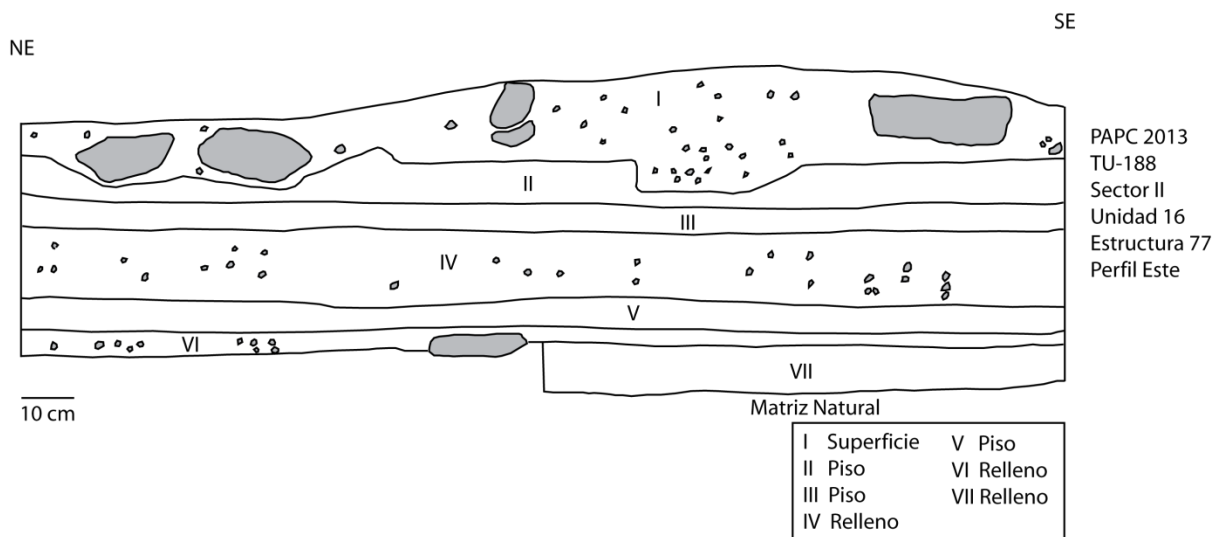 NE
SE
I
II
III
IV
V
VI
VII
10 cm
Matriz Natural
PAPC 2013
TU-188
Sector II
Unidad 16
Estructura 77
Perfil Este
I Superficie
II Piso
III Piso
IV Relleno
V Piso
VI Relleno
VII Relleno